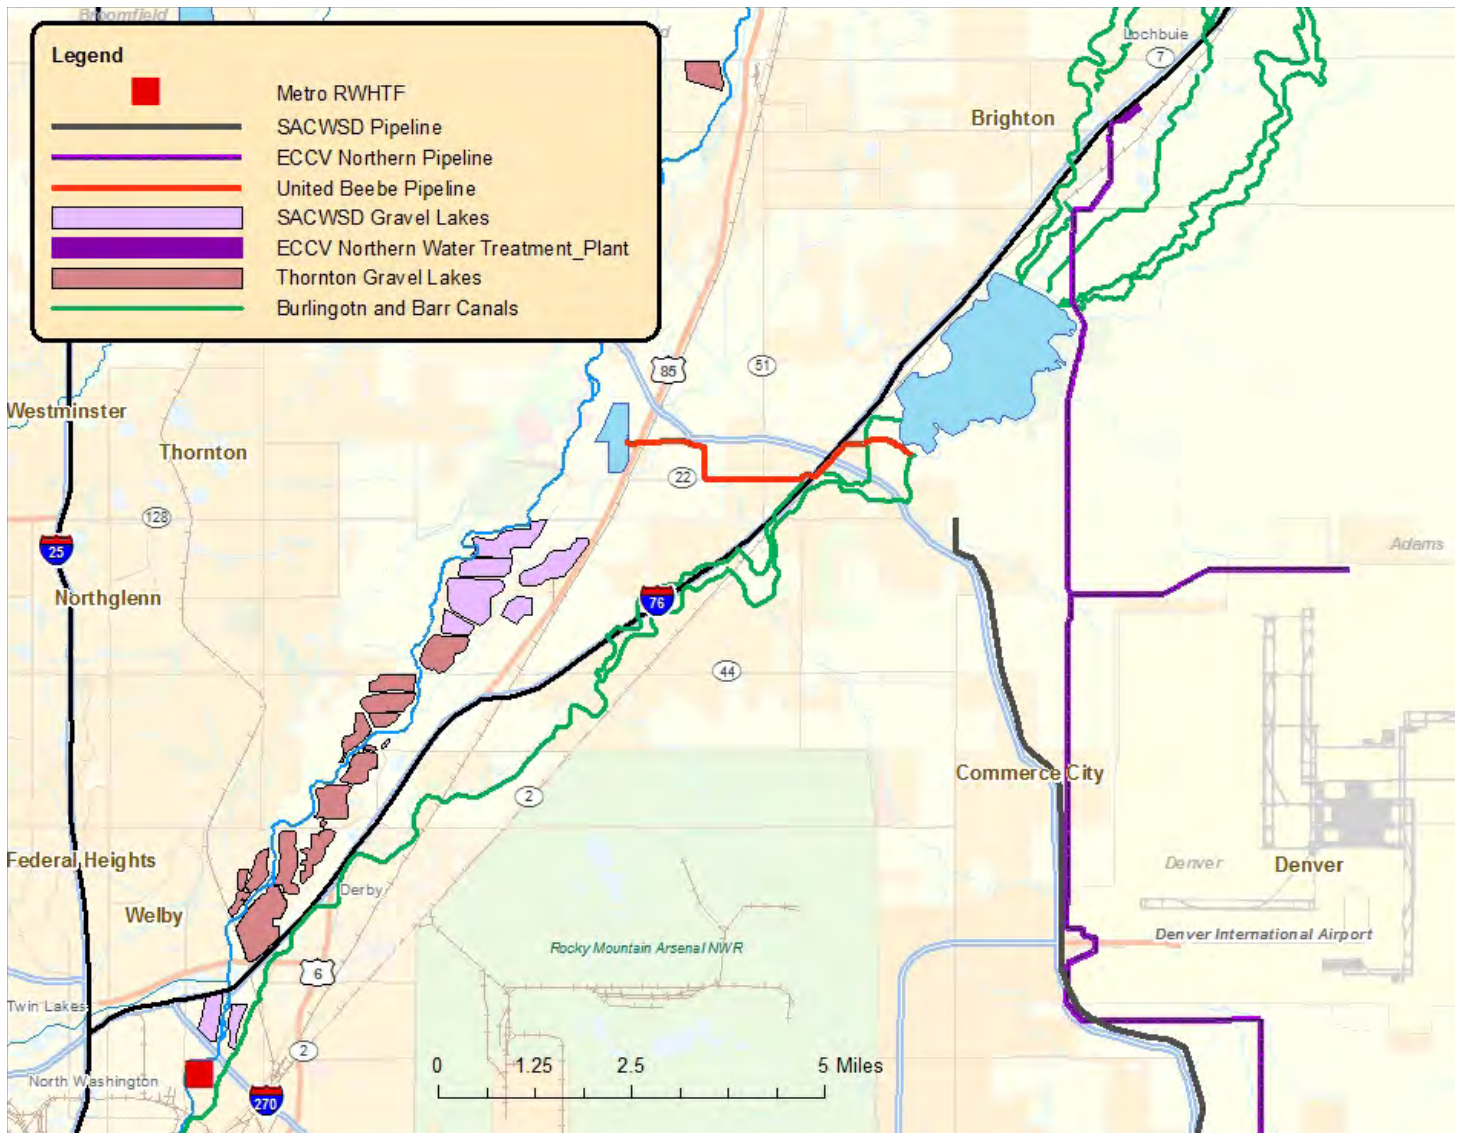 Broomfield
Legend
Metro RWHTF
SACWSD Pipeline
ECCV Northern Pipeline
United Beebe Pipeline
SACWSD Gravel Lakes
ECCV Northern Water Treatment_Plant
Thornton Gravel Lakes
Burlingotn and Barr Canals
Lochbuie
7
Brighton
85
51
Westminster
Thornton
22
128
25
Adams
Northglenn
76
44
Commerce City
2
Federal Heights
Denver
Denver
Derby
Welby
Denver International Airport
Rocky Mountain Arsenal NWR
6
Twin Lakes
2
0 1.25 2.5 5 Miles
North Washington
270